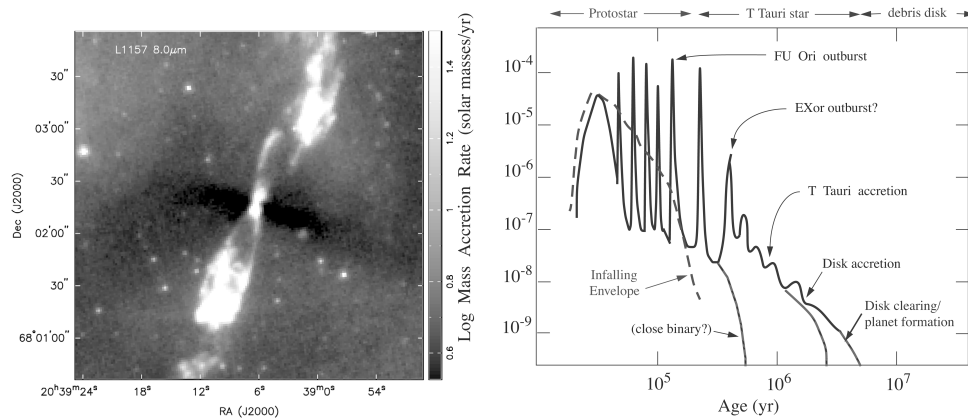 L1157 8.0μm
30″
03′00″
30″
02′00″
30″
68°01′00″
Dec (J2000)
20ʰ39ᵐ24ˢ 18ˢ 12ˢ 6ˢ 39ᵐ00ˢ 54ˢ
RA (J2000)
1.4
1.2
1
0.8
0.6
Log Mass Accretion Rate (solar masses/yr)
Protostar T Tauri star debris disk
10⁻⁴
10⁻⁵
10⁻⁶
10⁻⁷
10⁻⁸
10⁻⁹
FU Ori outburst
EXor outburst?
T Tauri accretion
Disk accretion
Infalling
Envelope
(close binary?)
Disk clearing/
planet formation
10⁵ 10⁶ 10⁷
Age (yr)